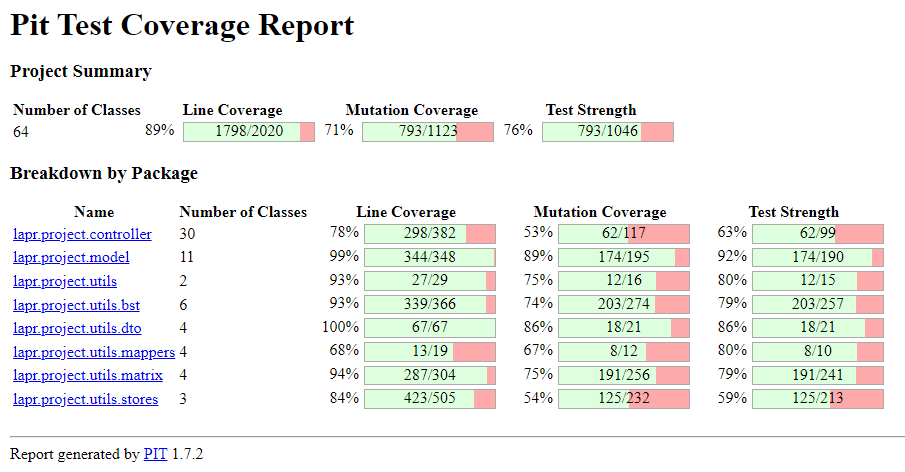 Pit Test Coverage Report
Project Summary
Number of Classes Line Coverage Mutation Coverage Test Strength
64 89% 1798/2020 71% 793/1123 76% 793/1046
Breakdown by Package
Name Number of Classes Line Coverage Mutation Coverage Test Strength
lapr.project.controller 30 78% 298/382 53% 62/117 63% 62/99
lapr.project.model 11 99% 344/348 89% 174/195 92% 174/190
lapr.project.utils 2 93% 27/29 75% 12/16 80% 12/15
lapr.project.utils.bst 6 93% 339/366 74% 203/274 79% 203/257
lapr.project.utils.dto 4 100% 67/67 86% 18/21 86% 18/21
lapr.project.utils.mappers 4 68% 13/19 67% 8/12 80% 8/10
lapr.project.utils.matrix 4 94% 287/304 75% 191/256 79% 191/241
lapr.project.utils.stores 3 84% 423/505 54% 125/232 59% 125/213
Report generated by PIT 1.7.2